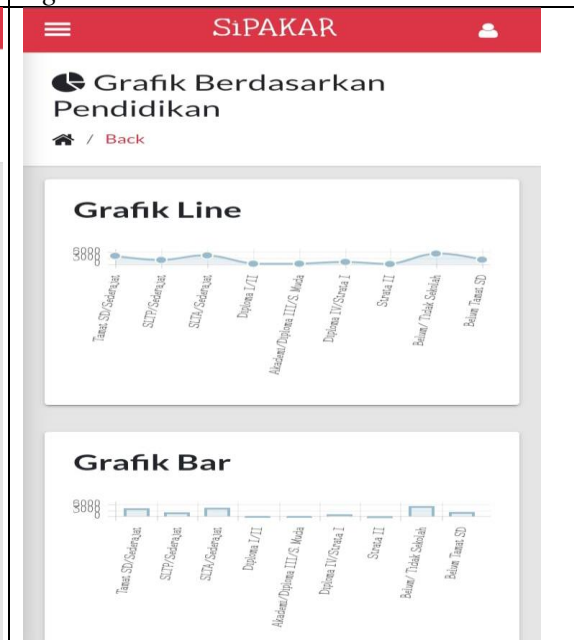 SiPAKAR
Grafik Berdasarkan
Pendidikan
/ Back
Grafik Line
0
Tamat SD/Sederajat
SLTP/Sederajat
SLTA/Sederajat
Diploma I/II
Akademi/Diploma III/S. Muda
Diploma IV/Strata I
Strata II
Belum/ Tidak Sekolah
Belum Tamat SD
Grafik Bar
0
Tamat SD/Sederajat
SLTP/Sederajat
SLTA/Sederajat
Diploma I/II
Akademi/Diploma III/S. Muda
Diploma IV/Strata I
Strata II
Belum/ Tidak Sekolah
Belum Tamat SD